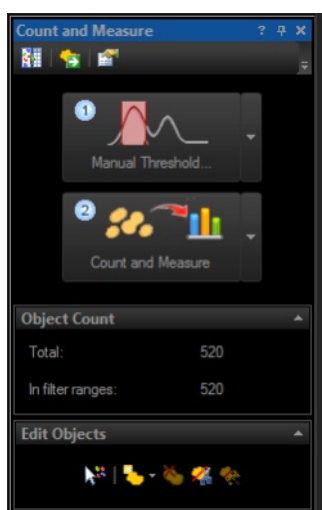 Count and Measure ?
1
Manual Threshold...
2
Count and Measure
Object Count
Total: 520
In filter ranges: 520
Edit Objects